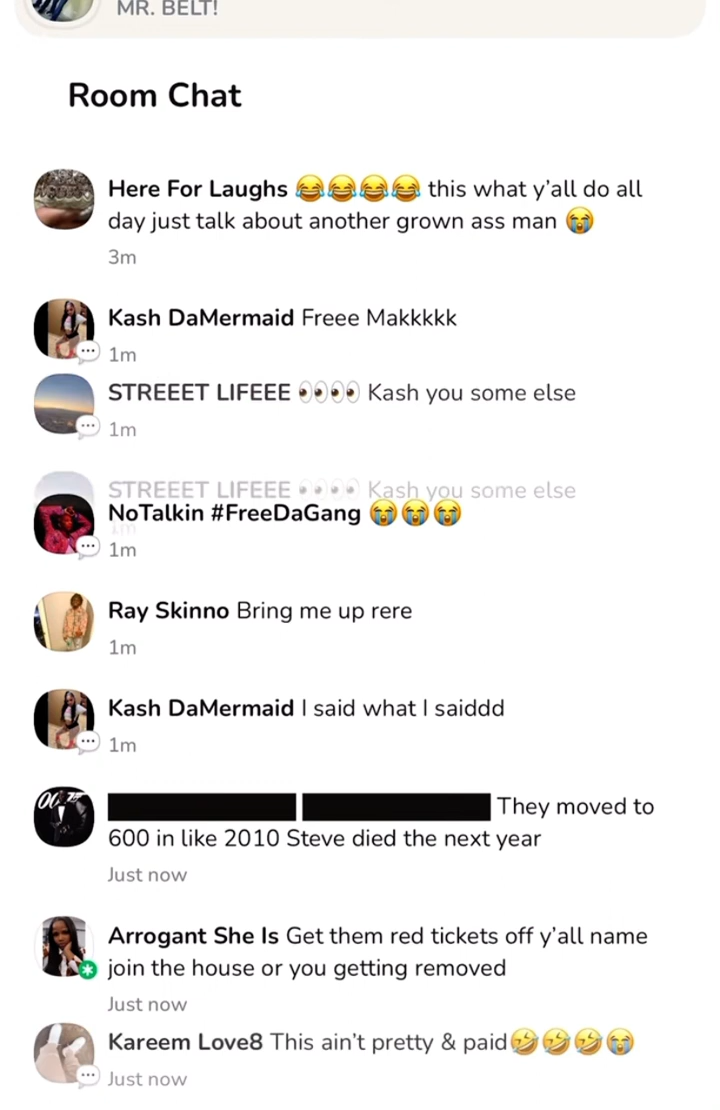 MR. BELT!
Room Chat
Here For Laughs 😂😂😂😂 this what y'all do all
day just talk about another grown ass man 😭
3m
Kash DaMermaid Freee Makkkkk
1m
STREEET LIFEEE 👀👀 Kash you some else
1m
STREEET LIFEEE 👀👀 Kash you some else
NoTalkin #FreeDaGang 😭😭😭
1m
1m
Ray Skinno Bring me up rere
1m
Kash DaMermaid I said what I saiddd
1m
007
They moved to
600 in like 2010 Steve died the next year
Just now
Arrogant She Is Get them red tickets off y'all name
join the house or you getting removed
Just now
Kareem Love8 This ain't pretty & paid🤣🤣🤣😭
Just now